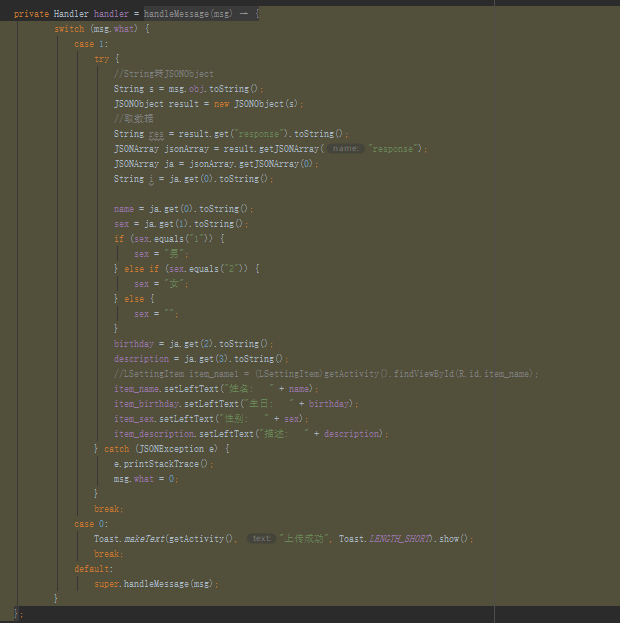 private Handler handler = handleMessage(msg) → {
switch (msg.what) {
case 1:
try {
//String转JSONObject
String s = msg.obj.toString();
JSONObject result = new JSONObject(s);
//取数据
String res = result.get("response").toString();
JSONArray jsonArray = result.getJSONArray( name: "response");
JSONArray ja = jsonArray.getJSONArray(0);
String i = ja.get(0).toString();
name = ja.get(0).toString();
sex = ja.get(1).toString();
if (sex.equals("1")) {
sex = "男";
} else if (sex.equals("2")) {
sex = "女";
} else {
sex = "";
}
birthday = ja.get(2).toString();
description = ja.get(3).toString();
//LSettingItem item_name1 = (LSettingItem)getActivity().findViewById(R.id.item_name);
item_name.setLeftText("姓名:  " + name);
item_birthday.setLeftText("生日:  " + birthday);
item_sex.setLeftText("性别:  " + sex);
item_description.setLeftText("描述:  " + description);
} catch (JSONException e) {
e.printStackTrace();
msg.what = 0;
}
break;
case 0:
Toast.makeText(getActivity(), text: "上传成功", Toast.LENGTH_SHORT).show();
break;
default:
super.handleMessage(msg);
}
};